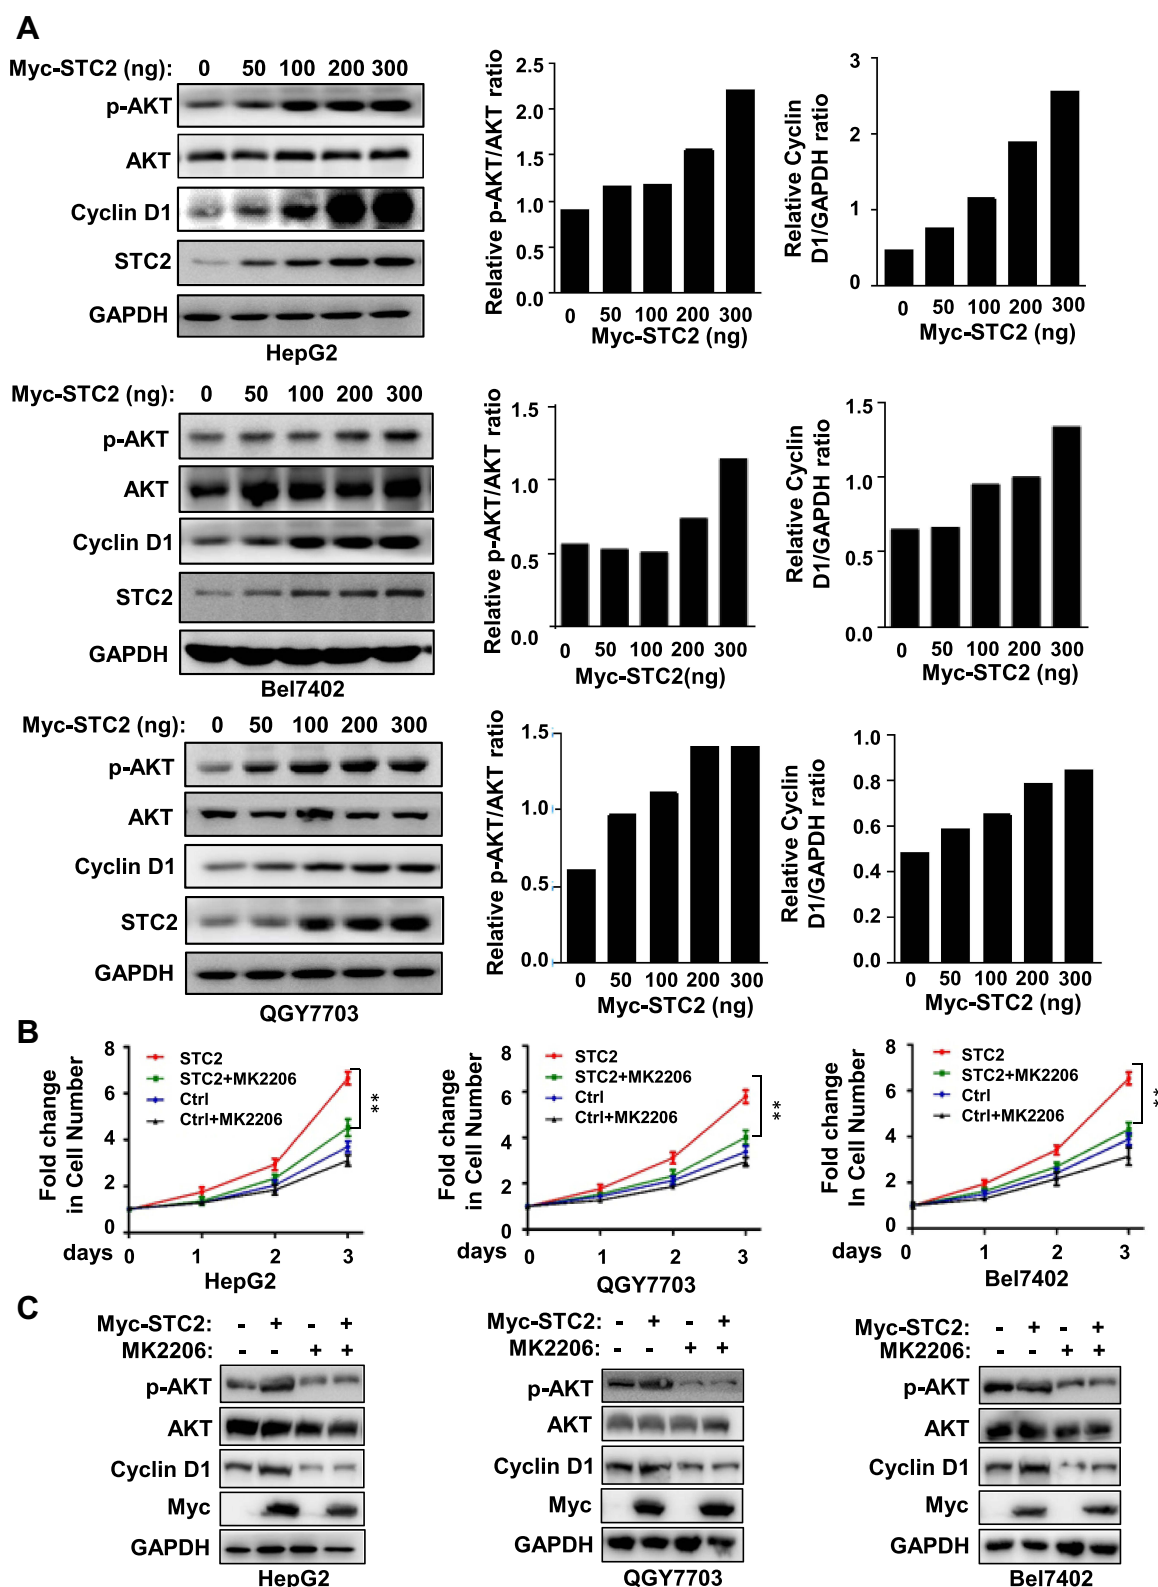 A
Myc-STC2 (ng): 0 50 100 200 300
p-AKT
AKT
Cyclin D1
STC2
GAPDH
HepG2
Relative p-AKT/AKT ratio
2.5
2.0
1.5
1.0
0.0
0 50 100 200 300
Myc-STC2 (ng)
Relative Cyclin
D1/GAPDH ratio
3
2
1
0
0 50 100 200 300
Myc-STC2 (ng)
Myc-STC2 (ng): 0 50 100 200 300
p-AKT
AKT
Cyclin D1
STC2
GAPDH
Bel7402
Relative p-AKT/AKT ratio
1.5
1.0
0.5
0.0
0 50 100 200 300
Myc-STC2(ng)
Relative Cyclin
D1/GAPDH ratio
1.5
1.0
0.5
0.0
0 50 100 200 300
Myc-STC2 (ng)
Myc-STC2 (ng): 0 50 100 200 300
p-AKT
AKT
Cyclin D1
STC2
GAPDH
QGY7703
Relative p-AKT/AKT ratio
1.5
1.0
0.5
0.0
0 50 100 200 300
Myc-STC2 (ng)
Relative Cyclin
D1/GAPDH ratio
1.0
0.8
0.6
0.4
0.2
0.0
0 50 100 200 300
Myc-STC2 (ng)
B
Fold change
in Cell Number
8
6
4
2
0
STC2
STC2+MK2206
Ctrl
Ctrl+MK2206
**
days 0 1 2 3
HepG2
Fold change
in Cell Number
8
6
4
2
0
STC2
STC2+MK2206
Ctrl
Ctrl+MK2206
**
days 0 1 2 3
QGY7703
Fold change
In Cell Number
8
6
4
2
0
STC2
STC2+MK2206
Ctrl
Ctrl+MK2206
**
days 0 1 2 3
Bel7402
C
Myc-STC2: - + - +
MK2206: - - + +
p-AKT
AKT
Cyclin D1
Myc
GAPDH
HepG2
Myc-STC2: - + - +
MK2206: - - + +
p-AKT
AKT
Cyclin D1
Myc
GAPDH
QGY7703
Myc-STC2: - + - +
MK2206: - - + +
p-AKT
AKT
Cyclin D1
Myc
GAPDH
Bel7402